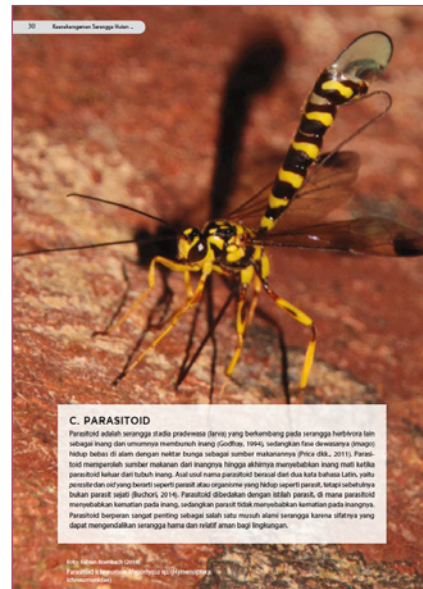 30 Keanekaragaman Serangga Hutan ...
C. PARASITOID
Parasitoid adalah serangga stadia pradewasa (larva) yang berkembang pada serangga herbivora lain
sebagai inang dan umumnya membunuh inang (Godfray, 1994), sedangkan fase dewasanya (imago)
hidup bebas di alam dengan nektar bunga sebagai sumber makanannya (Price dkk., 2011). Parasi-
toid memperoleh sumber makanan dari inangnya hingga akhirnya menyebabkan inang mati ketika
parasitoid keluar dari tubuh inang. Asal usul nama parasitoid berasal dari dua kata bahasa Latin, yaitu
parasite dan oid yang berarti seperti parasit atau organisme yang hidup seperti parasit, tetapi sebetulnya
bukan parasit sejati (Buchori, 2014). Parasitoid dibedakan dengan istilah parasit, di mana parasitoid
menyebabkan kematian pada inang, sedangkan parasit tidak menyebabkan kematian pada inangnya.
Parasitoid berperan sangat penting sebagai salah satu musuh alami serangga karena sifatnya yang
dapat mengendalikan serangga hama dan relatif aman bagi lingkungan.
Foto: Fabian Brambach (2018)
Parasitoid